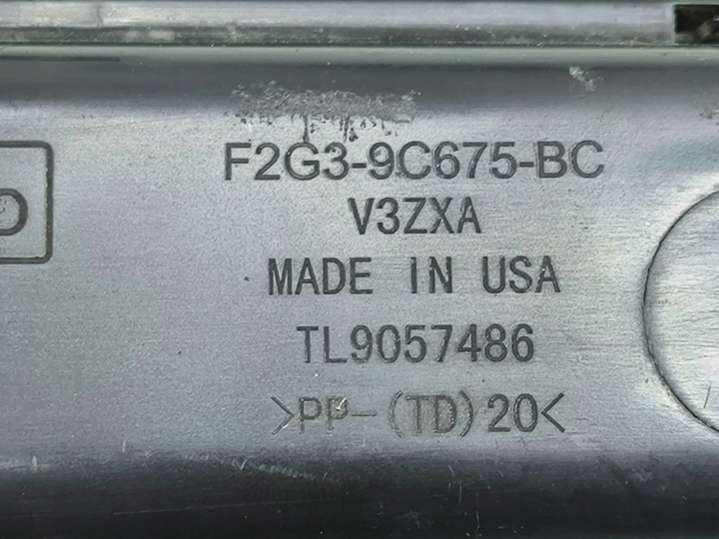 F2G3-9C675-BC
V3ZXA
MADE IN USA
TL9057486
>PP-(TD)20<